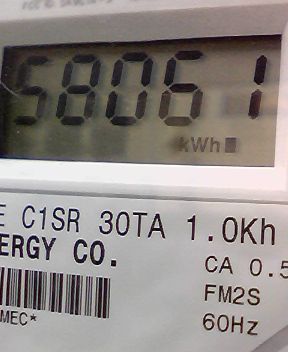 58061
kWh
E C1SR 30TA 1.0Kh
ERGY CO.
CA 0.5
FM2S
MEC*
60Hz